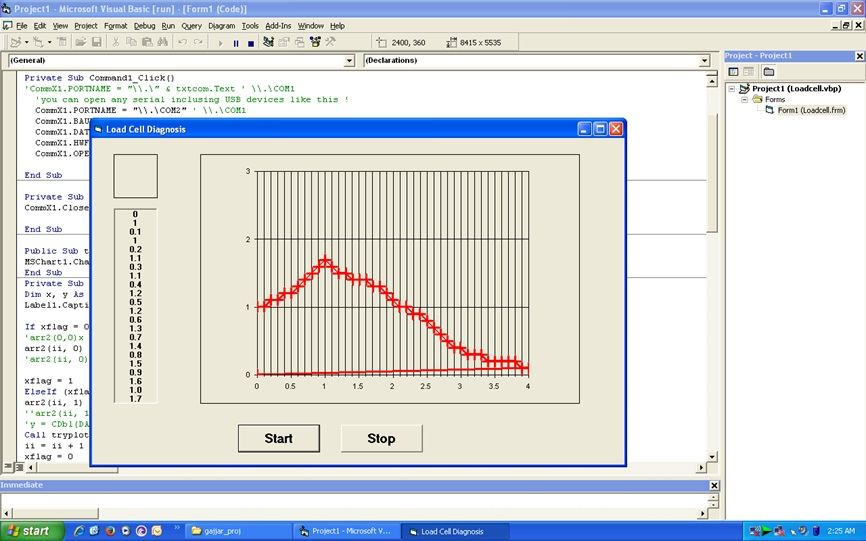 Project1 - Microsoft Visual Basic [run] - [Form1 (Code)]
File Edit View Project Format Debug Run Query Diagram Tools Add-Ins Window Help
2400, 360 8415 x 5535
(General) (Declarations)
Private Sub Command1_Click()
'CommX1.PORTNAME = "\\.\" & txtcom.Text ' \\.\COM1
'you can open any serial inclusing USB devices like this !
CommX1.PORTNAME = "\\.\COM2" ' \\.\COM1
CommX1.BAU
CommX1.DAT
CommX1.HWF
CommX1.OPE
End Sub
Private Sub
CommX1.Close
End Sub
Public Sub t
MSChart1.Cha
End Sub
Private Sub
Dim x, y As
Label1.Capti
If xflag = 0
'arr2(0,0)x
arr2(ii, 0)
'arr2(ii, 0)
xflag = 1
ElseIf (xfla
arr2(ii, 1)
''arr2(ii, 1
'y = CDbl(DA
Call tryplot
ii = ii + 1
xflag = 0
Load Cell Diagnosis
0
1
0.1
1
0.2
1.1
0.3
1.1
0.4
1.2
0.5
1.2
0.6
1.3
0.7
1.4
0.8
1.5
0.9
1.6
1.0
1.7
3
2
1
0
0 0.5 1 1.5 2 2.5 3 3.5 4
Start Stop
Project - Project1
Project1 (Loadcell.vbp)
Forms
Form1 (Loadcell.frm)
Immediate
start gajjar_proj Project1 - Microsoft V... Load Cell Diagnosis 2:25 AM